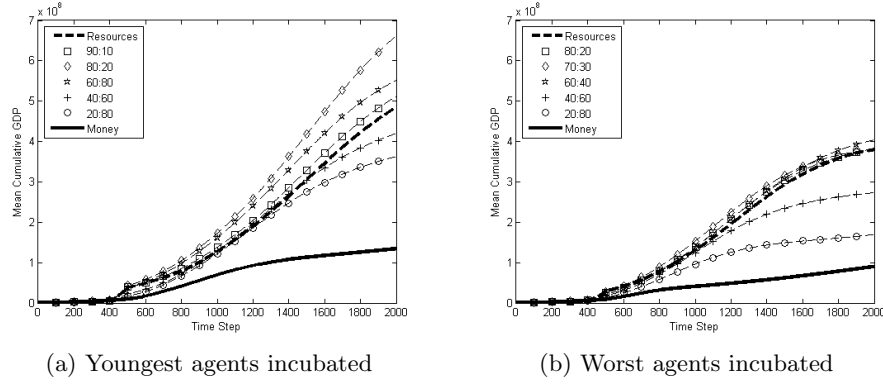 7
x 10^8
Resources
90:10
80:20
60:80
40:60
20:80
Money
6
5
4
3
2
1
0
Mean Cumulative GDP
0 200 400 600 800 1000 1200 1400 1600 1800 2000
Time Step
(a) Youngest agents incubated
7
x 10^8
Resources
80:20
70:30
60:40
40:60
20:80
Money
6
5
4
3
2
1
0
Mean Cumulative GDP
0 200 400 600 800 1000 1200 1400 1600 1800 2000
Time Step
(b) Worst agents incubated